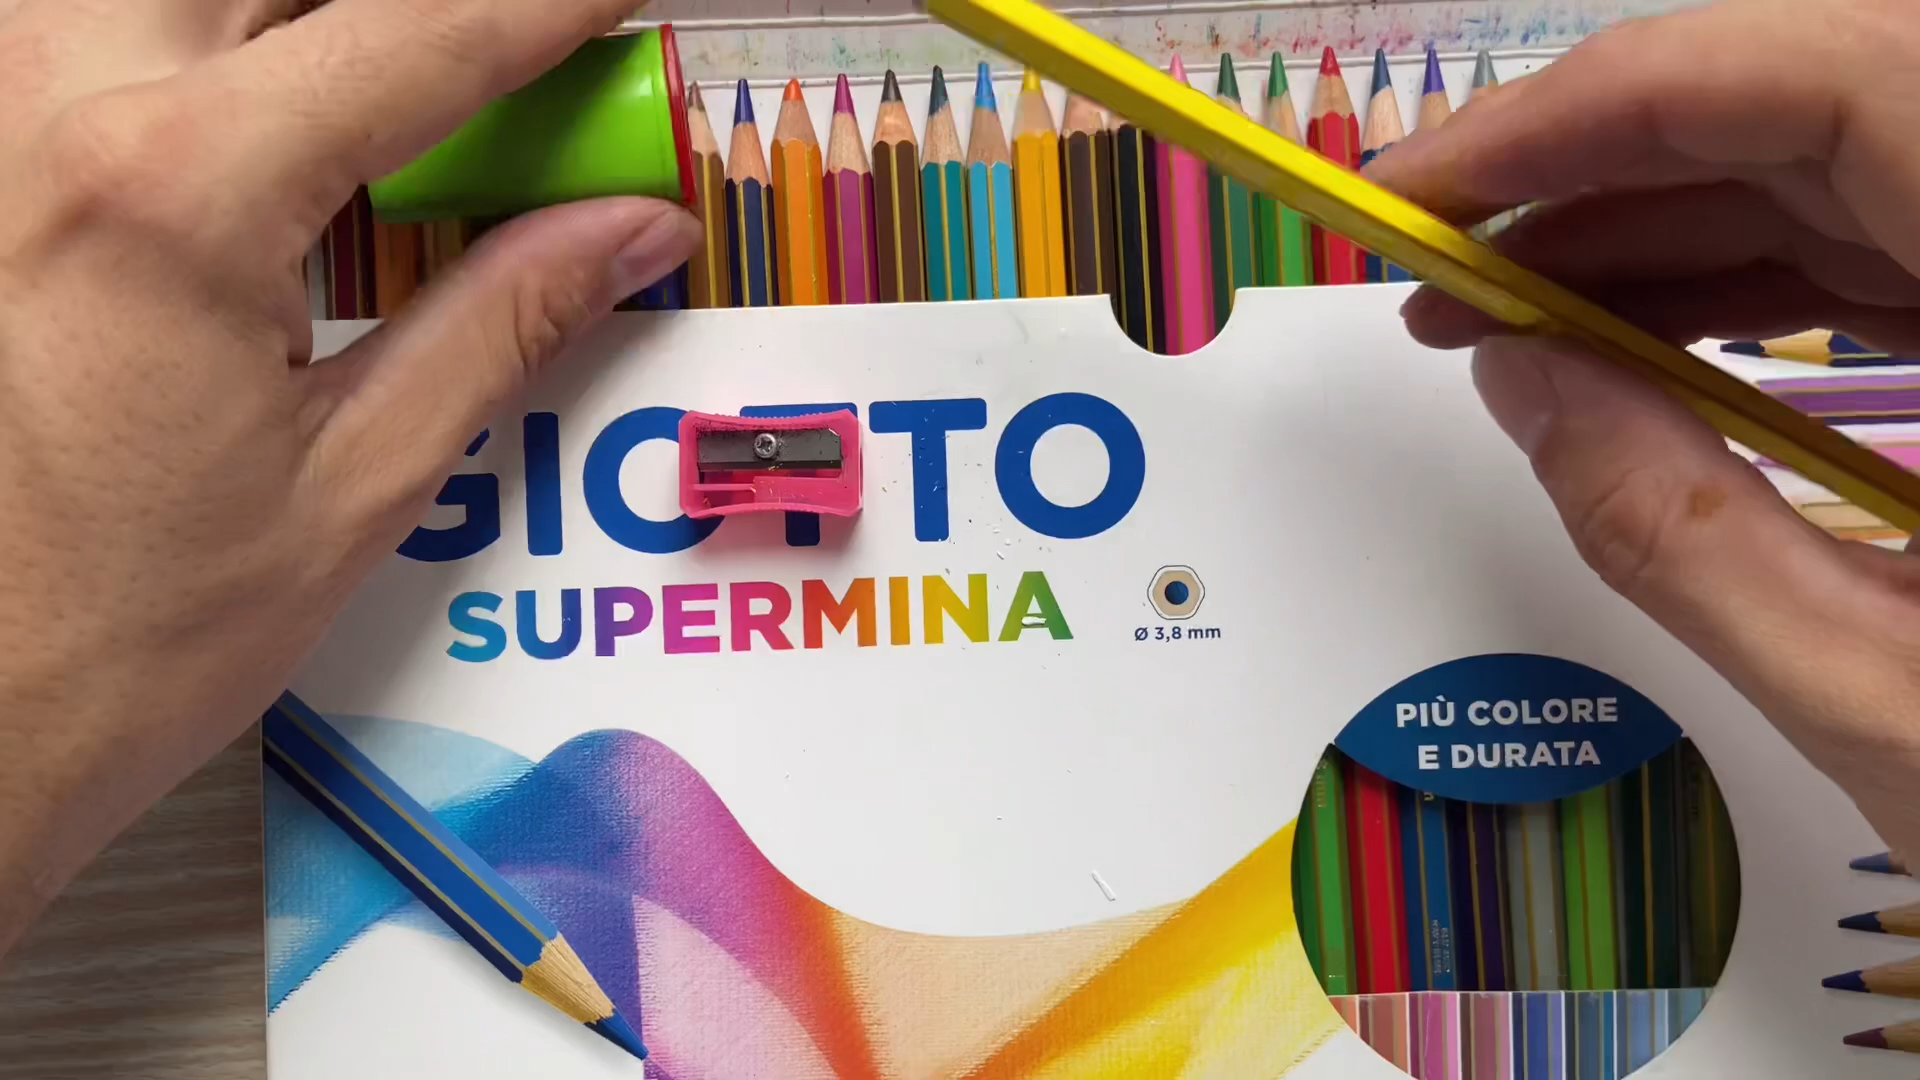 GIOTTO
SUPERMINA
Ø 3,8 mm
PIÙ COLORE
E DURATA